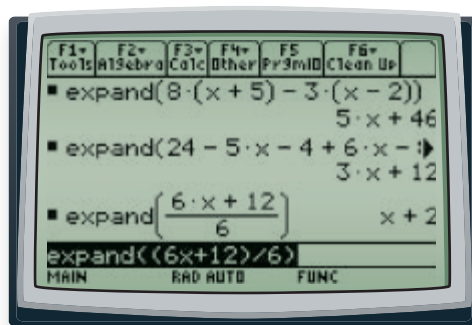 F1▾ F2▾ F3▾ F4▾ F5 F6▾
Tools Algebra Calc Other PrgmIO Clean Up
▪ expand(8·(x + 5) − 3·(x − 2))
5·x + 46
▪ expand(24 − 5·x − 4 + 6·x −
3·x + 12
▪ expand((6·x + 12)/6) x + 2
expand((6x+12)/6)
MAIN RAD AUTO FUNC